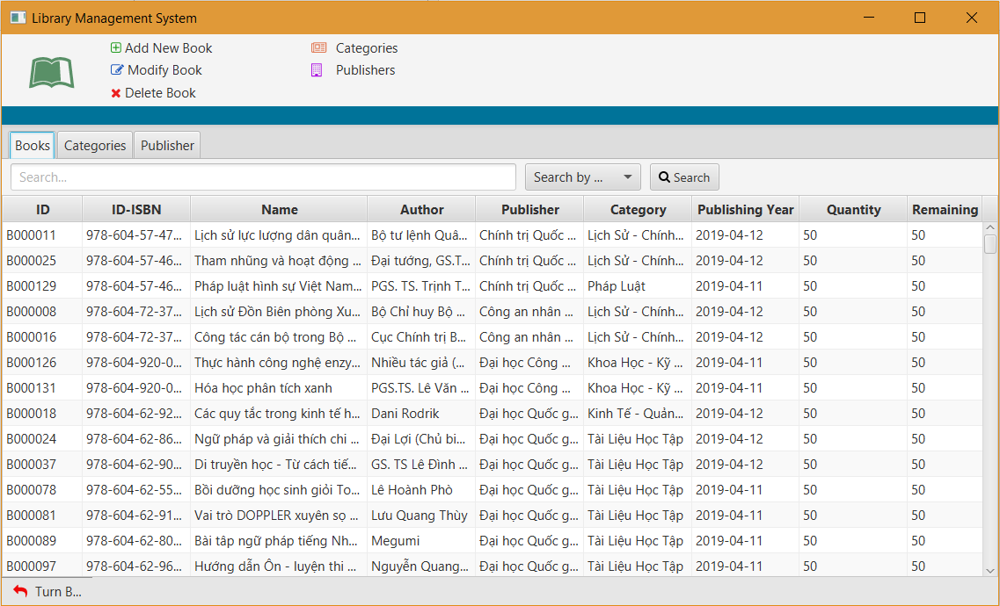 Library Management System
Add New Book
Categories
Modify Book
Publishers
Delete Book
Books Categories Publisher
Search... Search by ... Search
ID ID-ISBN Name Author Publisher Category Publishing Year Quantity Remaining
B000011 978-604-57-47... Lịch sử lực lượng dân quân... Bộ tư lệnh Quâ... Chính trị Quốc ... Lịch Sử - Chính... 2019-04-12 50 50
B000025 978-604-57-46... Tham nhũng và hoạt động ... Đại tướng, GS.T... Chính trị Quốc ... Lịch Sử - Chính... 2019-04-12 50 50
B000129 978-604-57-46... Pháp luật hình sự Việt Nam... PGS. TS. Trịnh T... Chính trị Quốc ... Pháp Luật 2019-04-11 50 50
B000008 978-604-72-37... Lịch sử Đồn Biên phòng Xu... Bộ Chỉ huy Bộ ... Công an nhân ... Lịch Sử - Chính... 2019-04-12 50 50
B000016 978-604-72-37... Công tác cán bộ trong Bộ ... Cục Chính trị B... Công an nhân ... Lịch Sử - Chính... 2019-04-12 50 50
B000126 978-604-920-0... Thực hành công nghệ enzy... Nhiều tác giả (... Đại học Công ... Khoa Học - Kỹ ... 2019-04-11 50 50
B000131 978-604-920-0... Hóa học phân tích xanh PGS.TS. Lê Văn ... Đại học Công ... Khoa Học - Kỹ ... 2019-04-11 50 50
B000018 978-604-62-92... Các quy tắc trong kinh tế h... Dani Rodrik Đại học Quốc g... Kinh Tế - Quản... 2019-04-12 50 50
B000024 978-604-62-86... Ngữ pháp và giải thích chi ... Đại Lợi (Chủ bi... Đại học Quốc g... Tài Liệu Học Tập 2019-04-12 50 50
B000037 978-604-62-90... Di truyền học - Từ cách tiế... GS. TS Lê Đình ... Đại học Quốc g... Tài Liệu Học Tập 2019-04-12 50 50
B000078 978-604-62-55... Bồi dưỡng học sinh giỏi To... Lê Hoành Phò Đại học Quốc g... Tài Liệu Học Tập 2019-04-11 50 50
B000081 978-604-62-91... Vai trò DOPPLER xuyên sọ ... Lưu Quang Thùy Đại học Quốc g... Tài Liệu Học Tập 2019-04-11 50 50
B000089 978-604-62-80... Bài tâp ngữ pháp tiếng Nh... Megumi Đại học Quốc g... Tài Liệu Học Tập 2019-04-11 50 50
B000097 978-604-62-96... Hướng dẫn Ôn - luyện thi ... Nguyễn Quang... Đại học Quốc g... Tài Liệu Học Tập 2019-04-11 50 50
Turn B...